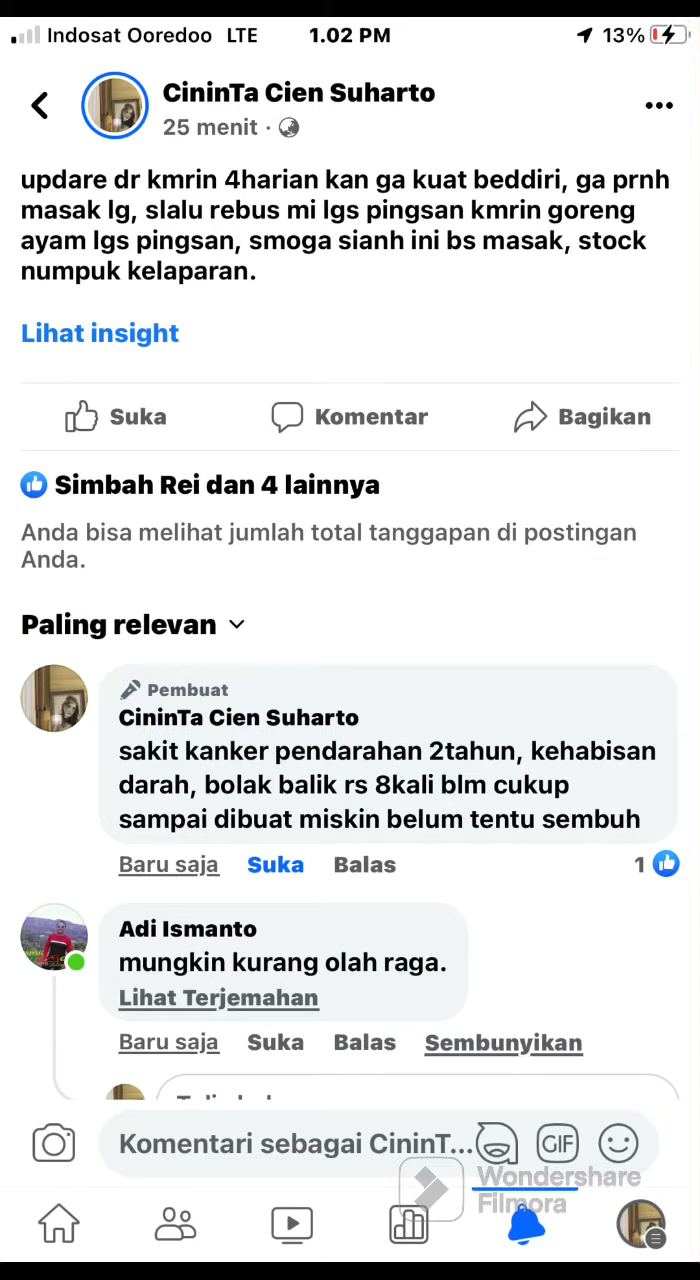 Indosat Ooredoo LTE 1.02 PM 13%
CininTa Cien Suharto
25 menit ·
updare dr kmrin 4harian kan ga kuat beddiri, ga prnh
masak lg, slalu rebus mi lgs pingsan kmrin goreng
ayam lgs pingsan, smoga sianh ini bs masak, stock
numpuk kelaparan.
Lihat insight
Suka Komentar Bagikan
Simbah Rei dan 4 lainnya
Anda bisa melihat jumlah total tanggapan di postingan
Anda.
Paling relevan
Pembuat
CininTa Cien Suharto
sakit kanker pendarahan 2tahun, kehabisan
darah, bolak balik rs 8kali blm cukup
sampai dibuat miskin belum tentu sembuh
Baru saja Suka Balas 1
Adi Ismanto
mungkin kurang olah raga.
Lihat Terjemahan
Baru saja Suka Balas Sembunyikan
Komentari sebagai CininT... GIF
Wondershare
Filmora